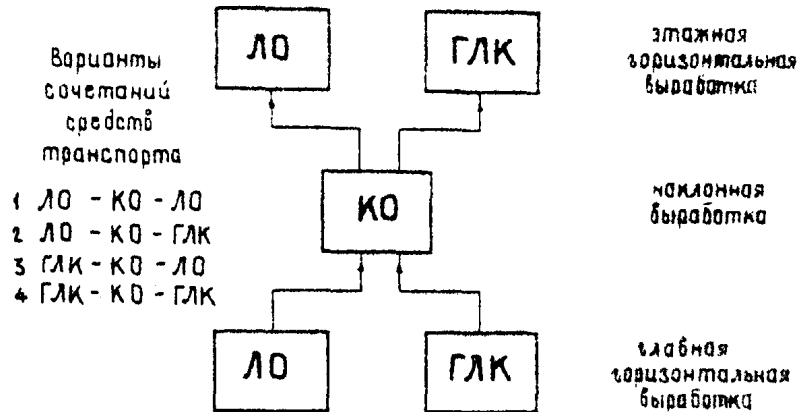 Варианты
сочетаний
средств
транспорта
1 ЛО - КО - ЛО
2 ЛО - КО - ГЛК
3 ГЛК - КО - ЛО
4 ГЛК - КО - ГЛК
ЛО
ГЛК
этажная
горизонтальная
выработка
КО
наклонная
выработка
ЛО
ГЛК
главная
горизонтальная
выработка